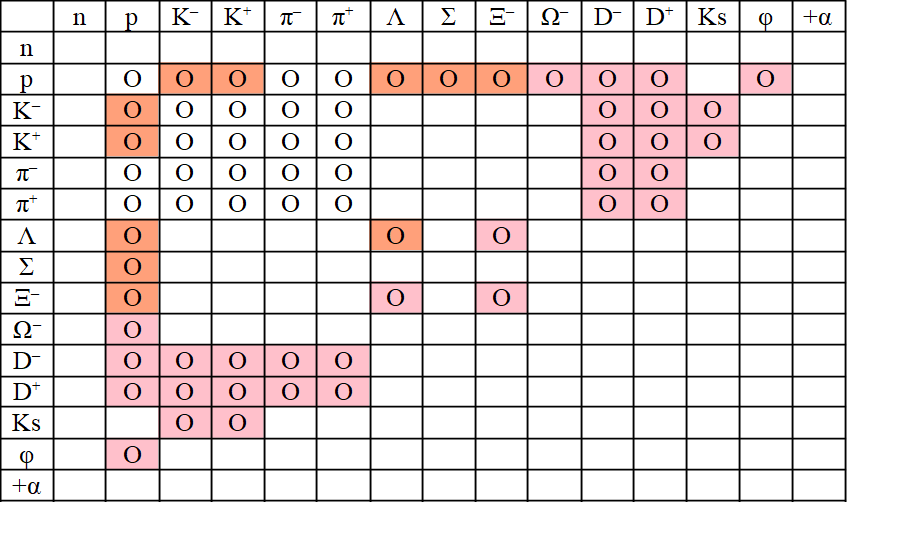 n p K⁻ K⁺ π⁻ π⁺ Λ Σ Ξ⁻ Ω⁻ D⁻ D⁺ Ks φ +α
n
p O O O O O O O O O O O O
K⁻ O O O O O O O O
K⁺ O O O O O O O O
π⁻ O O O O O O O
π⁺ O O O O O O O
Λ O O O
Σ O
Ξ⁻ O O O
Ω⁻ O
D⁻ O O O O O
D⁺ O O O O O
Ks O O
φ O
+α